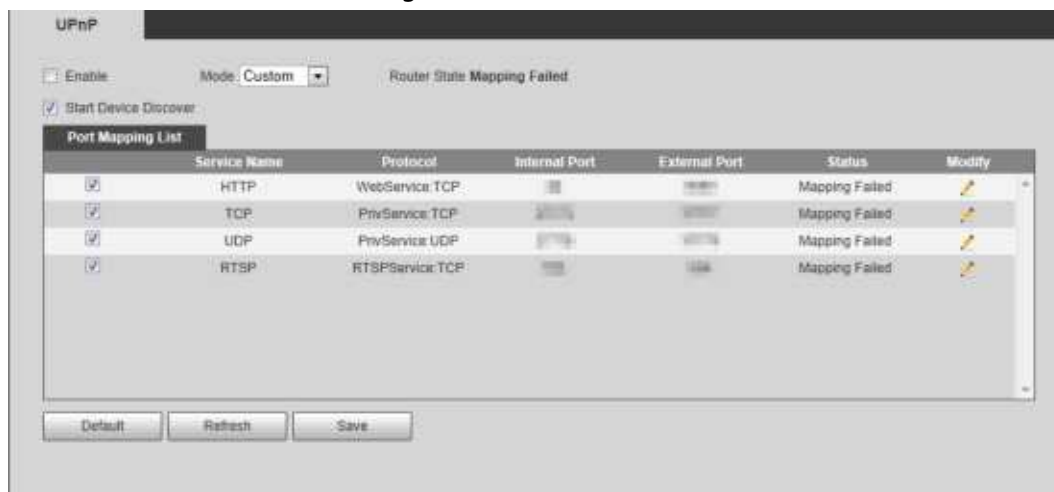 UPnP
Enable Mode Custom Router State Mapping Failed
Start Device Discover
Port Mapping List
Service Name Protocol Internal Port External Port Status Modify
HTTP WebService:TCP Mapping Failed
TCP PrivService:TCP Mapping Failed
UDP PrivService:UDP Mapping Failed
RTSP RTSPService:TCP Mapping Failed
Default Refresh Save